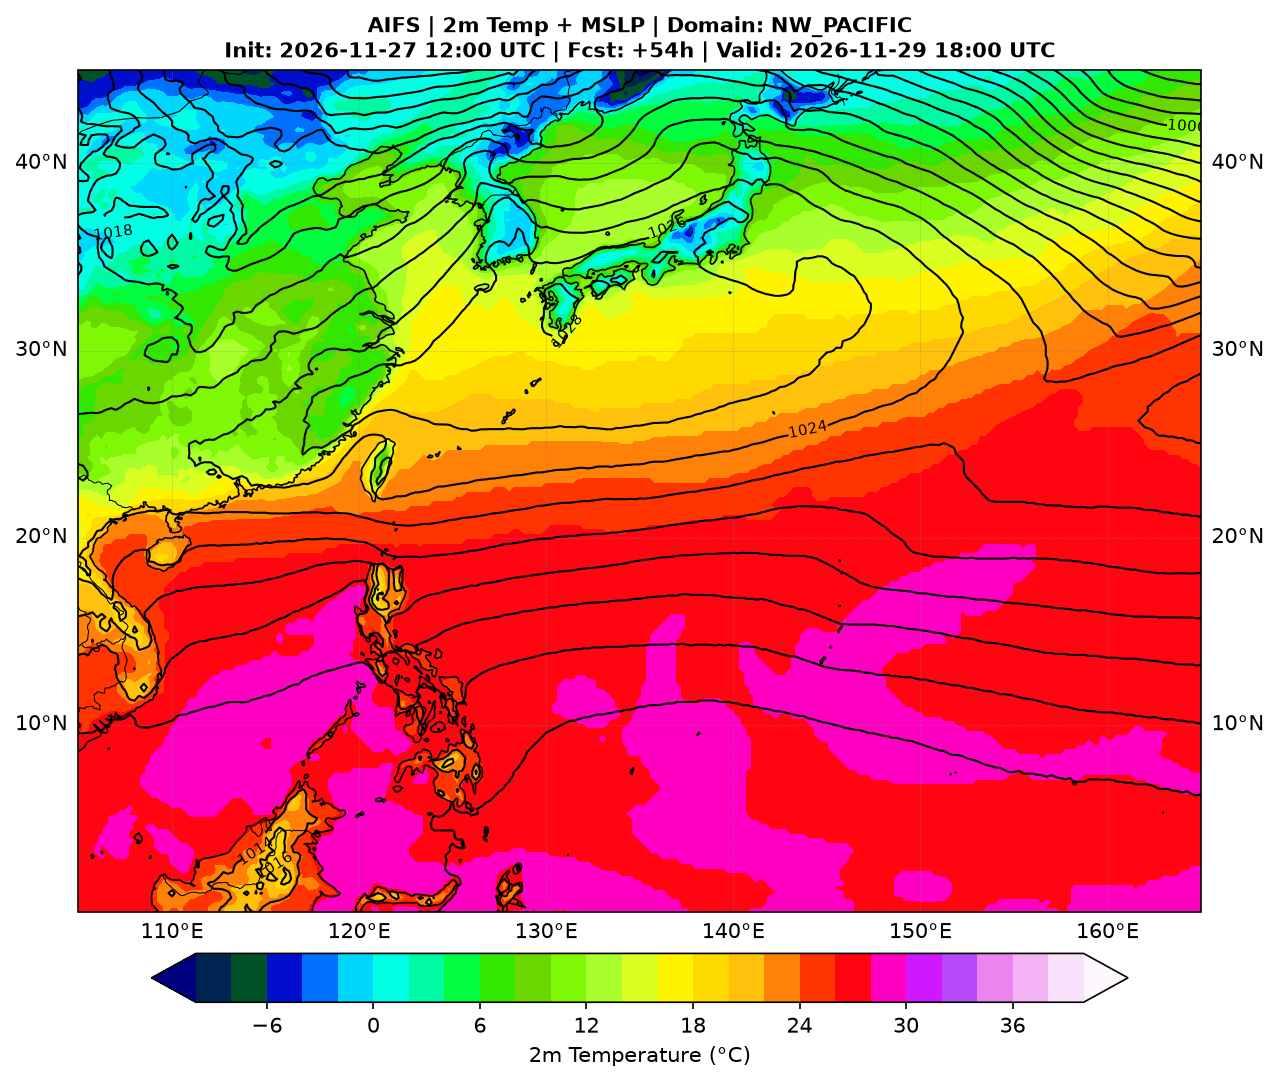 AIFS | 2m Temp + MSLP | Domain: NW_PACIFIC
Init: 2026-11-27 12:00 UTC | Fcst: +54h | Valid: 2026-11-29 18:00 UTC
1006
40°N
40°N
1018
1026
30°N
30°N
1024
20°N
20°N
10°N
10°N
1014
1016
110°E
120°E
130°E
140°E
150°E
160°E
−6
0
6
12
18
24
30
36
2m Temperature (°C)